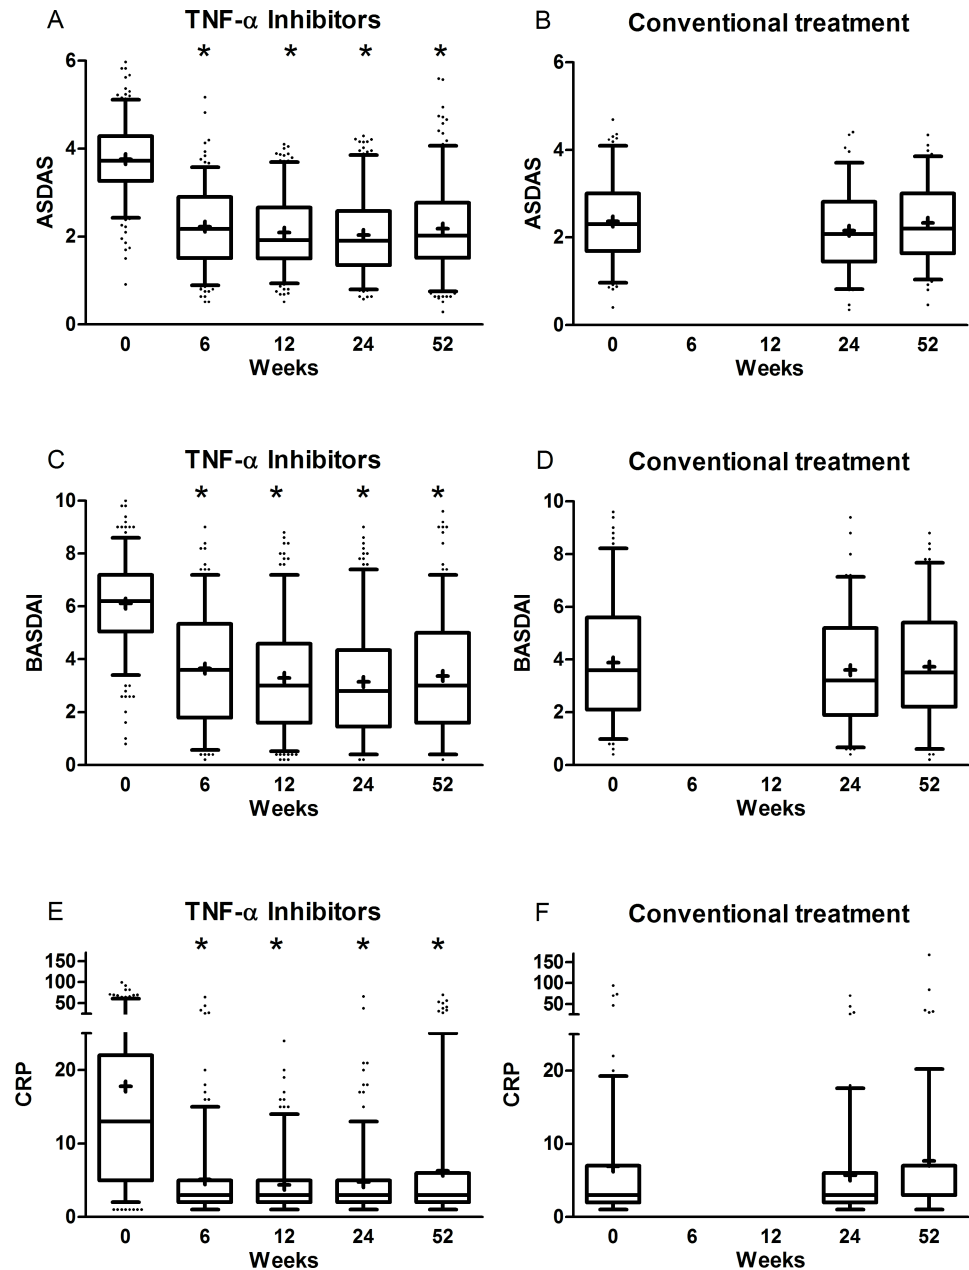 A TNF-α Inhibitors
* * * *
6
4
2
0
ASDAS
0 6 12 24 52
Weeks
B Conventional treatment
6
4
2
0
ASDAS
0 6 12 24 52
Weeks
C TNF-α Inhibitors
* * * *
10
8
6
4
2
0
BASDAI
0 6 12 24 52
Weeks
D Conventional treatment
10
8
6
4
2
0
BASDAI
0 6 12 24 52
Weeks
E TNF-α Inhibitors
* * * *
150
100
50
20
10
0
CRP
0 6 12 24 52
Weeks
F Conventional treatment
150
100
50
20
10
0
CRP
0 6 12 24 52
Weeks